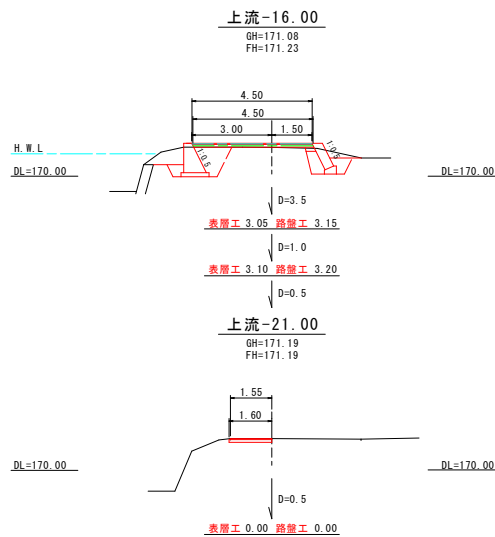 上流-16.00
GH=171.08
FH=171.23
4.50
4.50
3.00 1.50
H.W.L
1:0.5
1:0.5
DL=170.00 DL=170.00
D=3.5
表層工 3.05 路盤工 3.15
D=1.0
表層工 3.10 路盤工 3.20
D=0.5
上流-21.00
GH=171.19
FH=171.19
1.55
1.60
DL=170.00 DL=170.00
D=0.5
表層工 0.00 路盤工 0.00